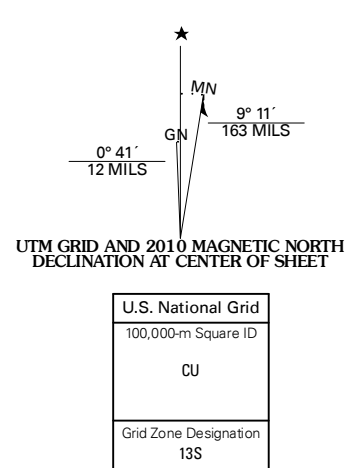 ★
MN
GN
9° 11´
163 MILS
0° 41´
12 MILS
UTM GRID AND 2010 MAGNETIC NORTH
DECLINATION AT CENTER OF SHEET
U.S. National Grid
100,000-m Square ID
CU
Grid Zone Designation
13S